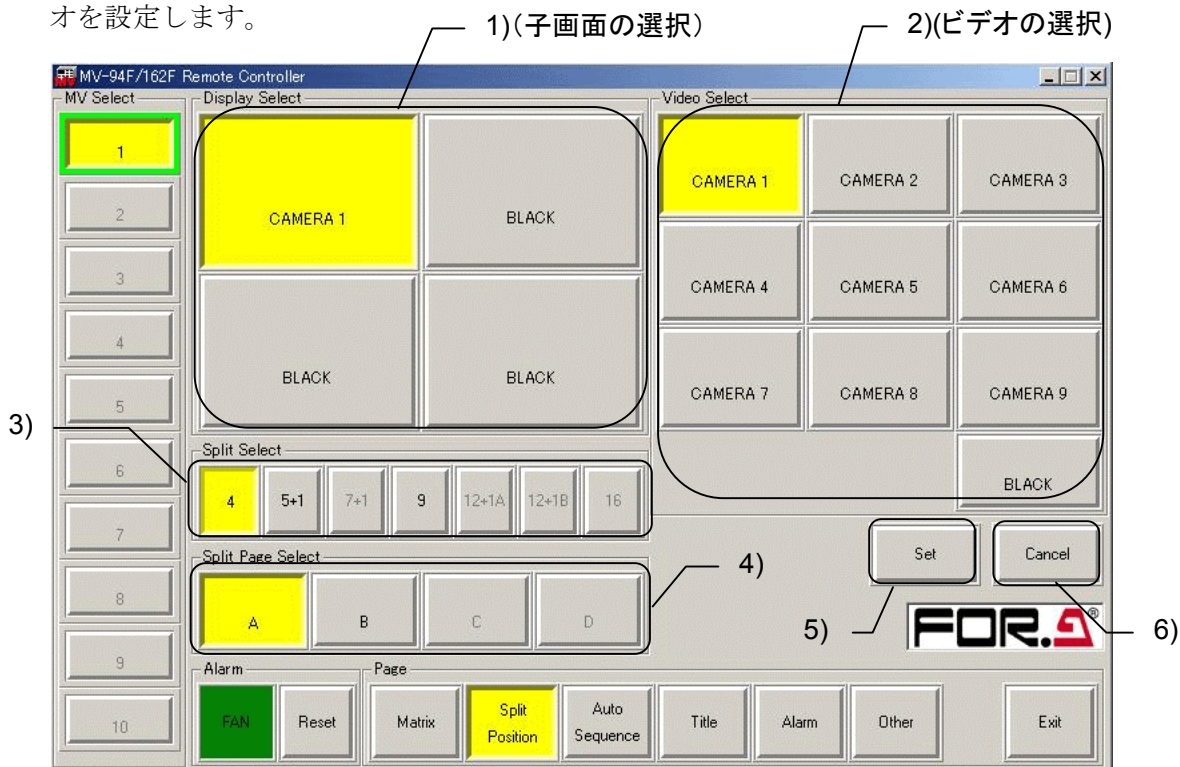 オを設定します。
1)（子画面の選択）
2)(ビデオの選択)
MV-94F/162F Remote Controller
MV Select
Display Select
Video Select
1
2
3
4
5
6
7
8
9
10
CAMERA 1
BLACK
BLACK
BLACK
CAMERA 1
CAMERA 2
CAMERA 3
CAMERA 4
CAMERA 5
CAMERA 6
CAMERA 7
CAMERA 8
CAMERA 9
BLACK
3)
Split Select
4
5+1
7+1
9
12+1A
12+1B
16
Split Page Select
A
B
C
D
4)
Set
Cancel
5)
FOR.A®
6)
Alarm
FAN
Reset
Page
Matrix
Split
Position
Auto
Sequence
Title
Alarm
Other
Exit